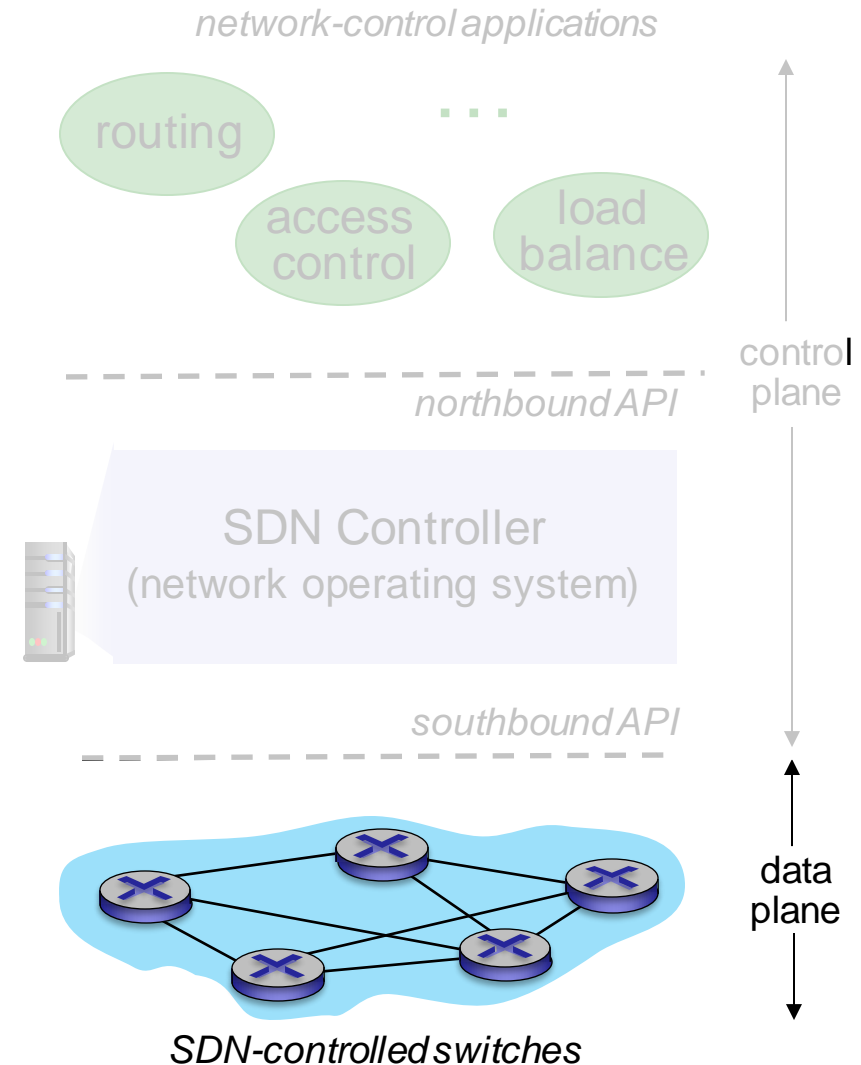 network-control applications
routing
. . .
access
control
load
balance
control
plane
northbound API
SDN Controller
(network operating system)
southbound API
data
plane
SDN-controlled switches